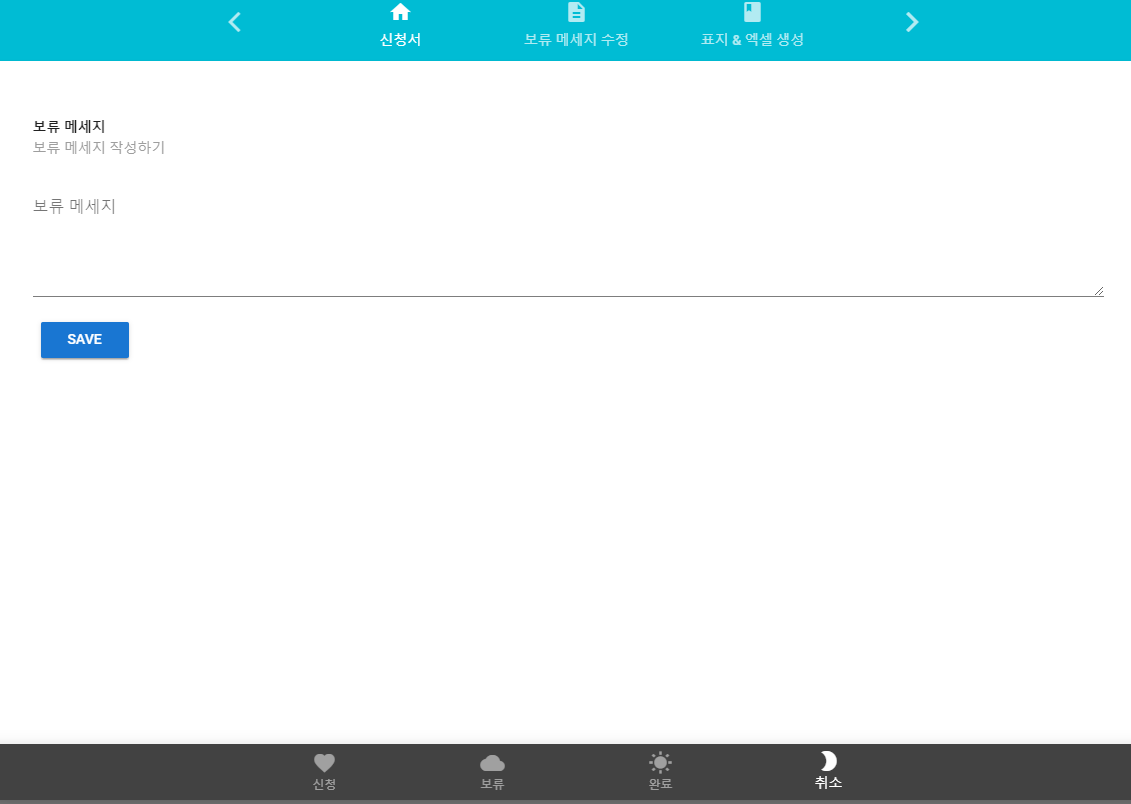 신청서
보류 메세지 수정
표지 & 엑셀 생성
보류 메세지
보류 메세지 작성하기
보류 메세지
SAVE
신청
보류
완료
취소